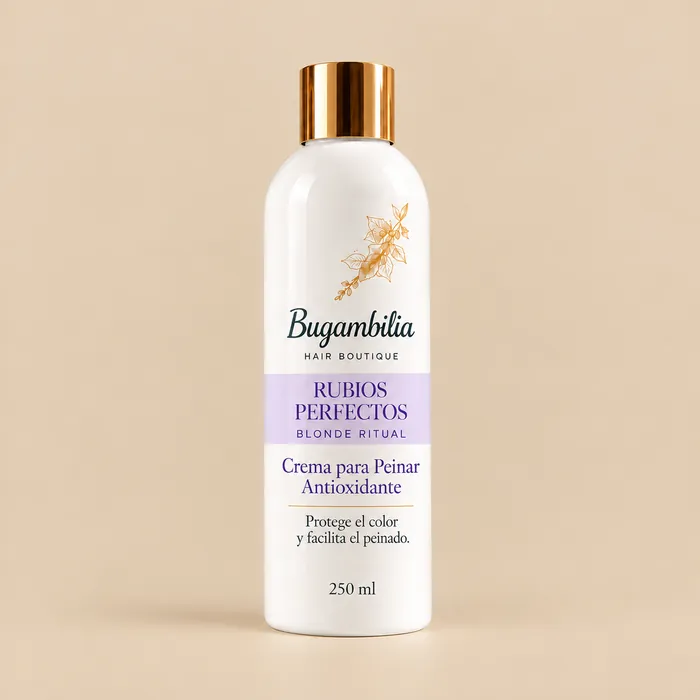 Bugambilia
HAIR BOUTIQUE
RUBIOS
PERFECTOS
BLONDE RITUAL
Crema para Peinar
Antioxidante
Protege el color
y facilita el peinado.
250 ml